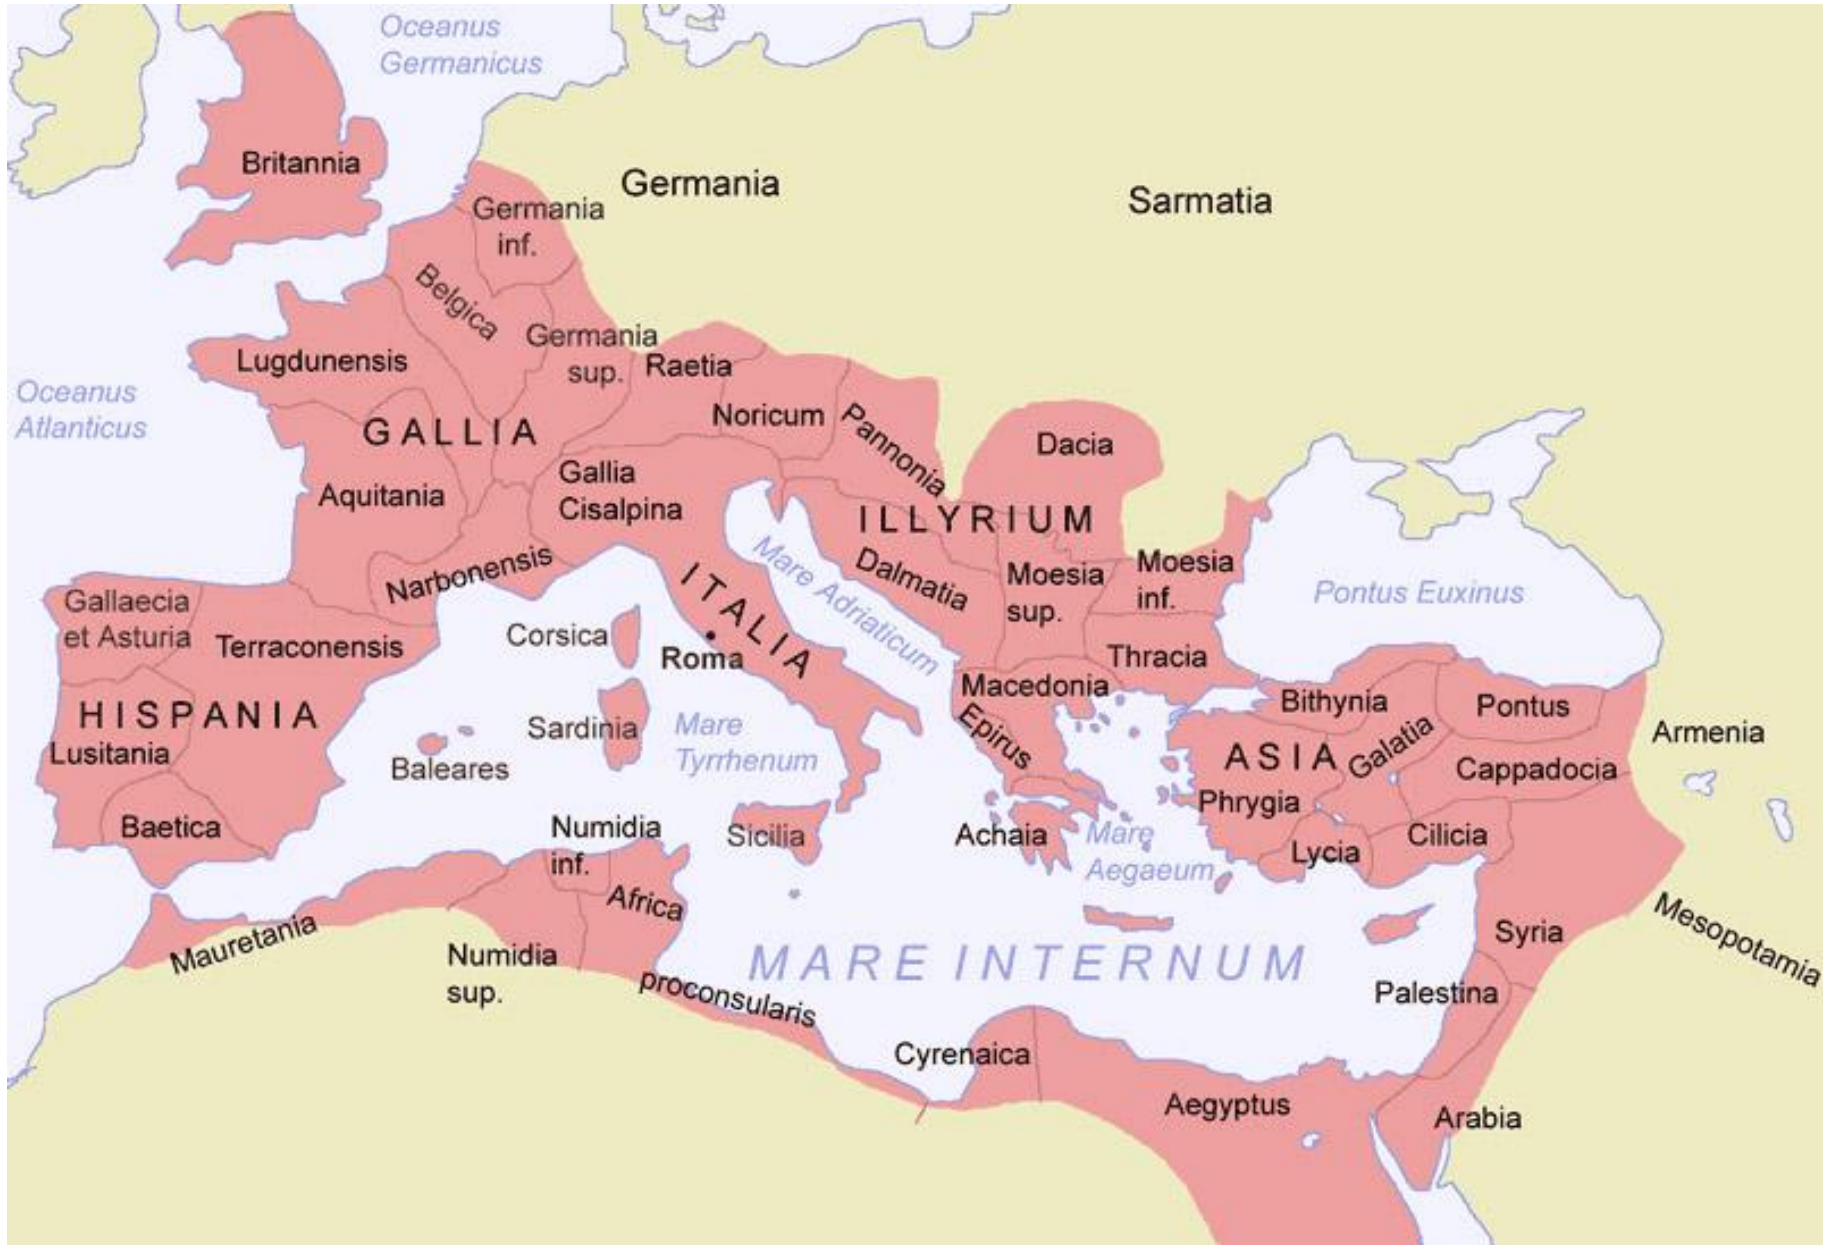 Oceanus
Germanicus
Britannia
Germania
Sarmatia
Germania
inf.
Belgica
Germania
sup.
Lugdunensis
Raetia
Oceanus
Atlanticus
GALLIA
Noricum
Pannonia
Dacia
Gallia
Cisalpina
Aquitania
ILLYRIUM
Narbonensis
Mare Adriaticum
Dalmatia
Moesia
sup.
Moesia
inf.
Pontus Euxinus
Gallaecia
et Asturia
Terraconensis
Corsica
ITALIA
Roma
Thracia
Macedonia
Epirus
Bithynia
Pontus
HISPANIA
Lusitania
Sardinia
Mare
Tyrrhenum
Baleares
ASIA
Galatia
Armenia
Cappadocia
Phrygia
Baetica
Numidia
inf.
Sicilia
Achaia
Mare
Aegaeum
Lycia
Cilicia
Africa
Mauretania
Numidia
sup.
proconsularis
MARE INTERNUM
Syria
Mesopotamia
Palestina
Cyrenaica
Aegyptus
Arabia